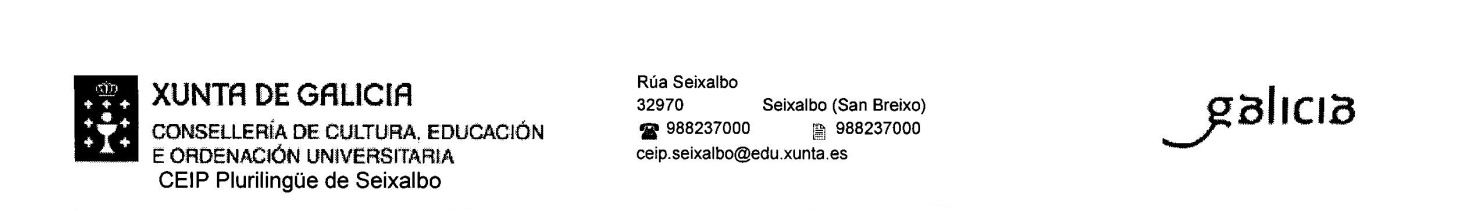 XUNTA DE GALICIA
CONSELLERÍA DE CULTURA, EDUCACIÓN
E ORDENACIÓN UNIVERSITARIA
CEIP Plurilingüe de Seixalbo
Rúa Seixalbo
32970 Seixalbo (San Breixo)
988237000 988237000
ceip.seixalbo@edu.xunta.es
galicia